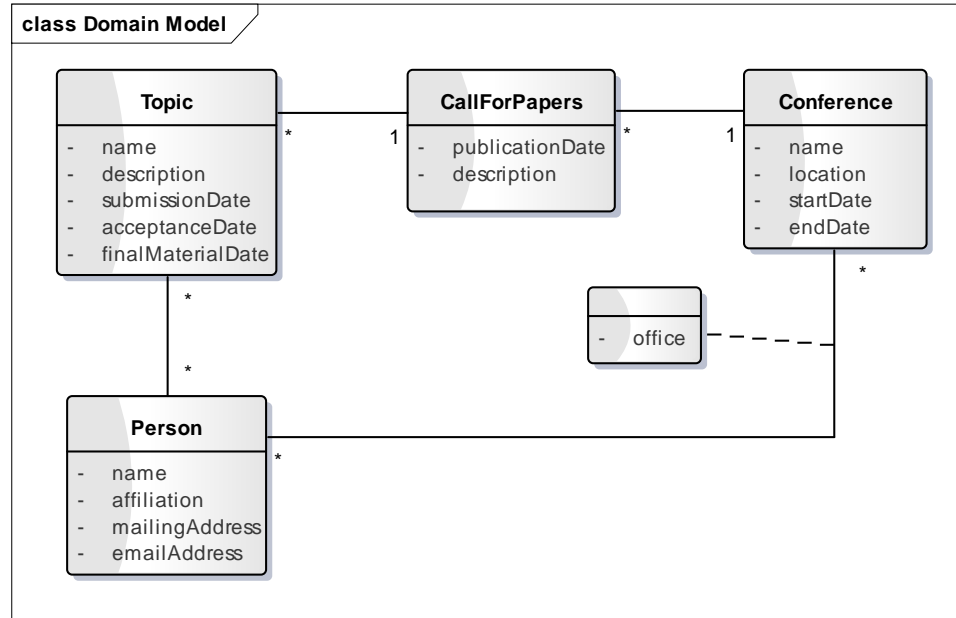 class Domain Model
Topic
- name
- description
- submissionDate
- acceptanceDate
- finalMaterialDate
* 1
CallForPapers
- publicationDate
- description
* 1
Conference
- name
- location
- startDate
- endDate
*
- office
*
*
Person
- name
- affiliation
- mailingAddress
- emailAddress
*